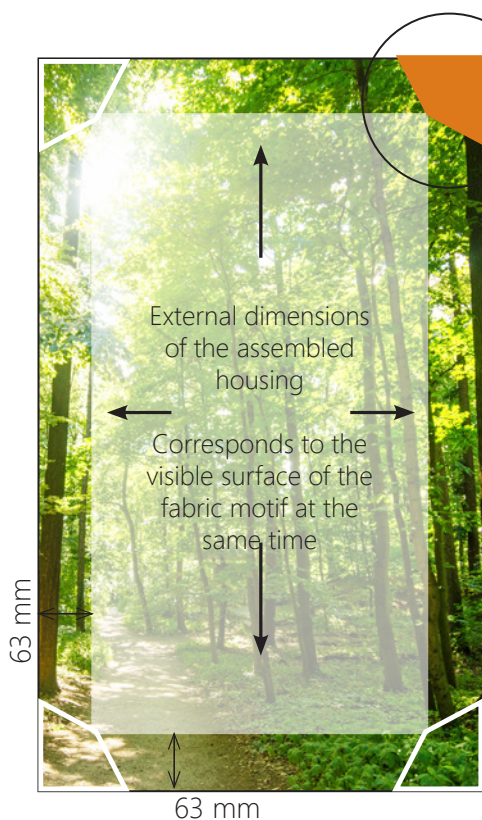 External dimensions
of the assembled
housing
Corresponds to the
visible surface of the
fabric motif at the
same time
63 mm
63 mm